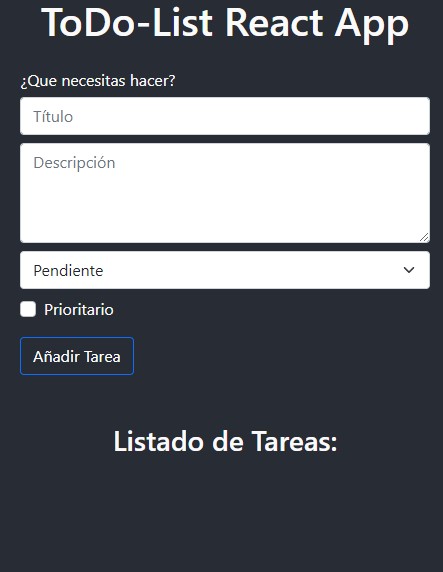 ToDo-List React App
¿Que necesitas hacer?
Título
Descripción
Pendiente
Prioritario
Añadir Tarea
Listado de Tareas: